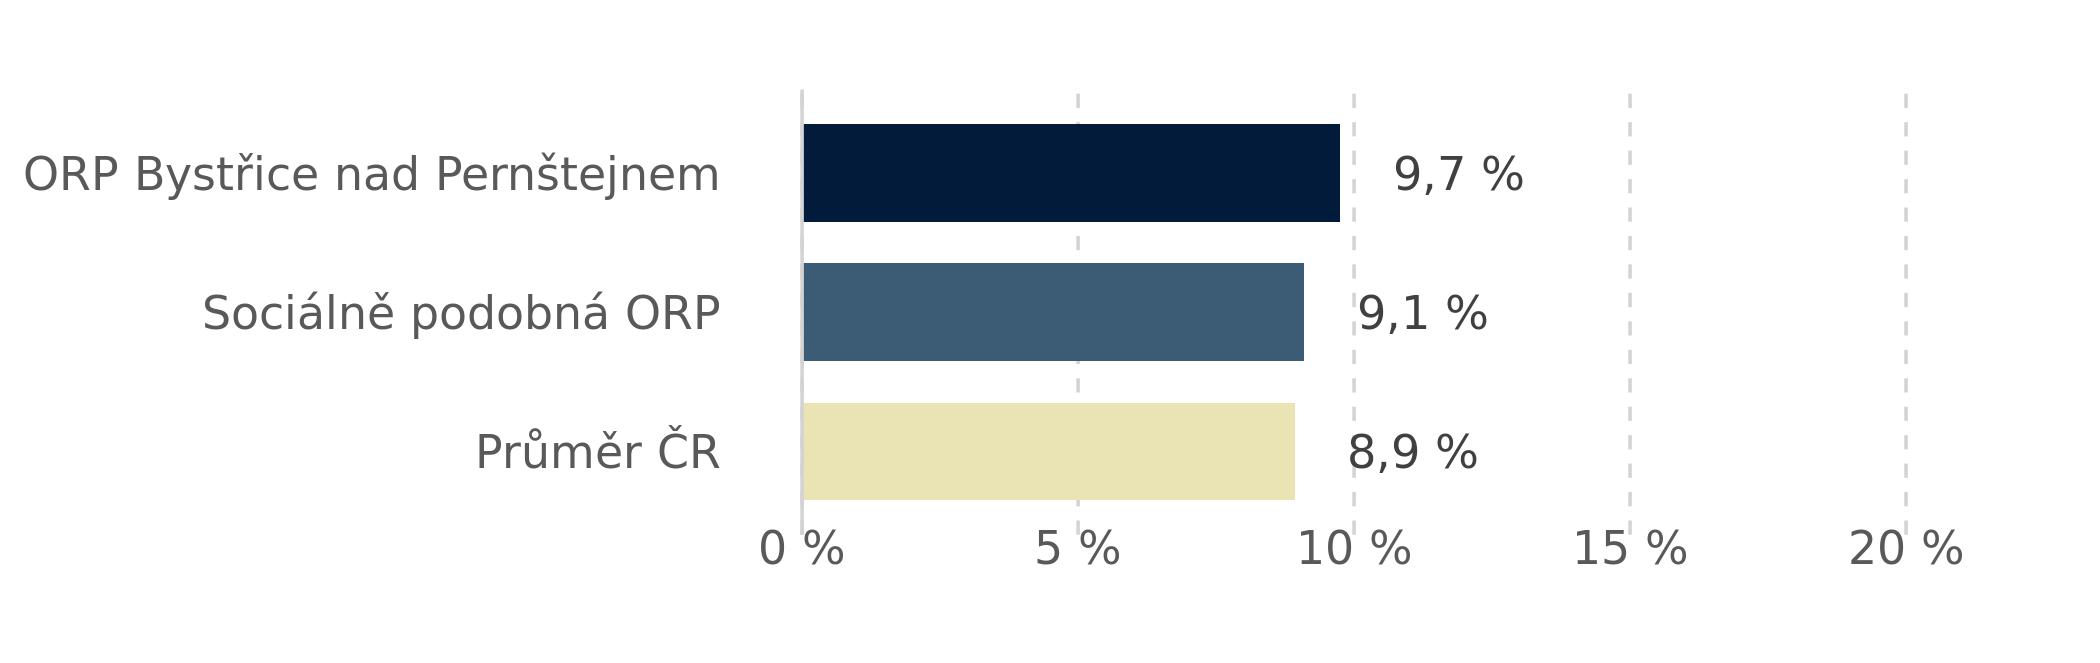 ORP Bystřice nad Pernštejnem
9,7 %
Sociálně podobná ORP
9,1 %
Průměr ČR
8,9 %
0 % 5 % 10 % 15 % 20 %